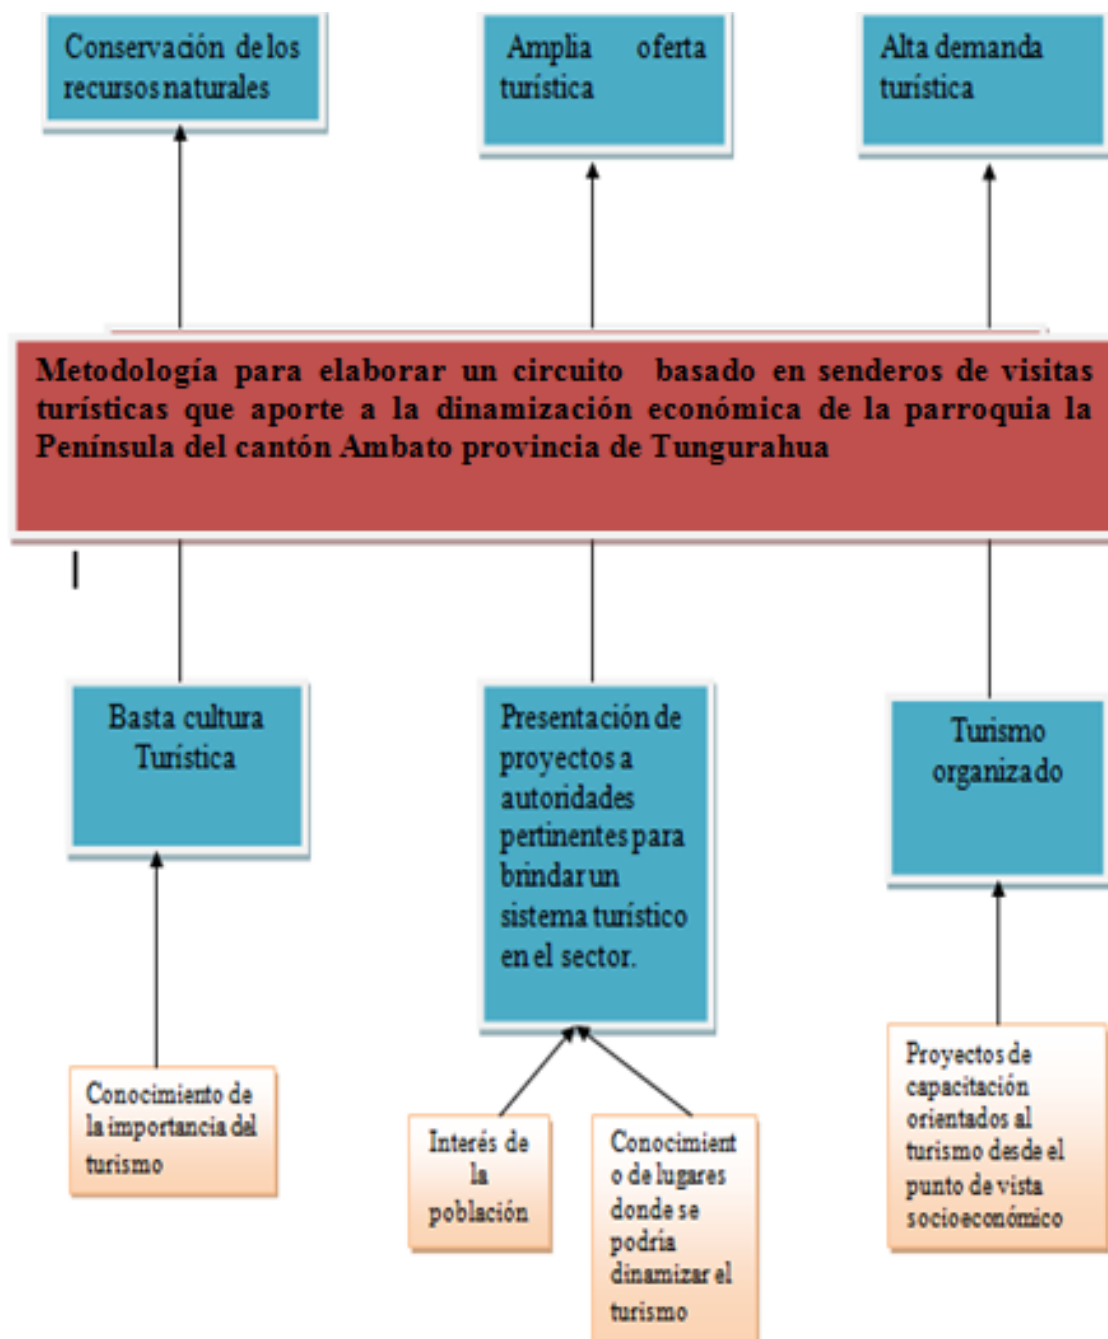 Conservación de los
recursos naturales
Amplia oferta
turística
Alta demanda
turística
Metodología para elaborar un circuito basado en senderos de visitas
turísticas que aporte a la dinamización económica de la parroquia la
Península del cantón Ambato provincia de Tungurahua
Basta cultura
Turística
Presentación de
proyectos a
autoridades
pertinentes para
brindar un
sistema turístico
en el sector.
Turismo
organizado
Conocimiento de
la importancia del
turismo
Interés de
la
población
Conocimient
o de lugares
donde se
podría
dinamizar el
turismo
Proyectos de
capacitación
orientados al
turismo desde el
punto de vista
socioeconómico